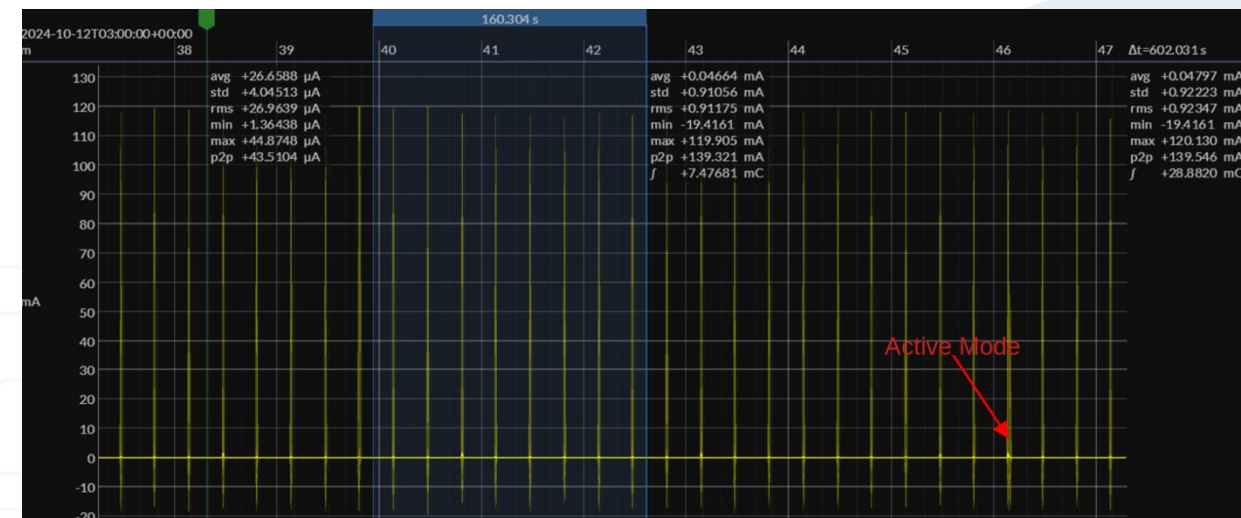 160.304 s
2024-10-12T03:00:00+00:00
m 38 39 40 41 42 43 44 45 46 47 Δt=602.031 s
130
120
110
100
90
80
70
60
50
40
30
20
10
0
-10
-20
mA
avg +26.6588 µA
std +4.04513 µA
rms +26.9639 µA
min +1.36438 µA
max +44.8748 µA
p2p +43.5104 µA
avg +0.04664 mA
std +0.91056 mA
rms +0.91175 mA
min -19.4161 mA
max +119.905 mA
p2p +139.321 mA
∫ +7.47681 mC
avg +0.04797 mA
std +0.92223 mA
rms +0.92347 mA
min -19.4161 mA
max +120.130 mA
p2p +139.546 mA
∫ +28.8820 mC
Active Mode